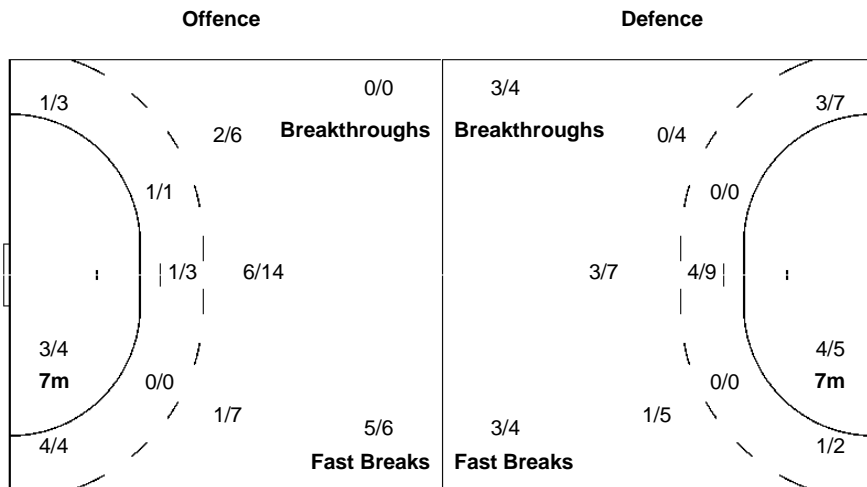 Offence Defence
0/0 3/4
1/3 3/7
Breakthroughs Breakthroughs
2/6 0/4
1/1 0/0
1/3 6/14 3/7 4/9
3/4 4/5
7m 0/0 0/0 7m
1/7 1/5
5/6 3/4
4/4 1/2
Fast Breaks Fast Breaks